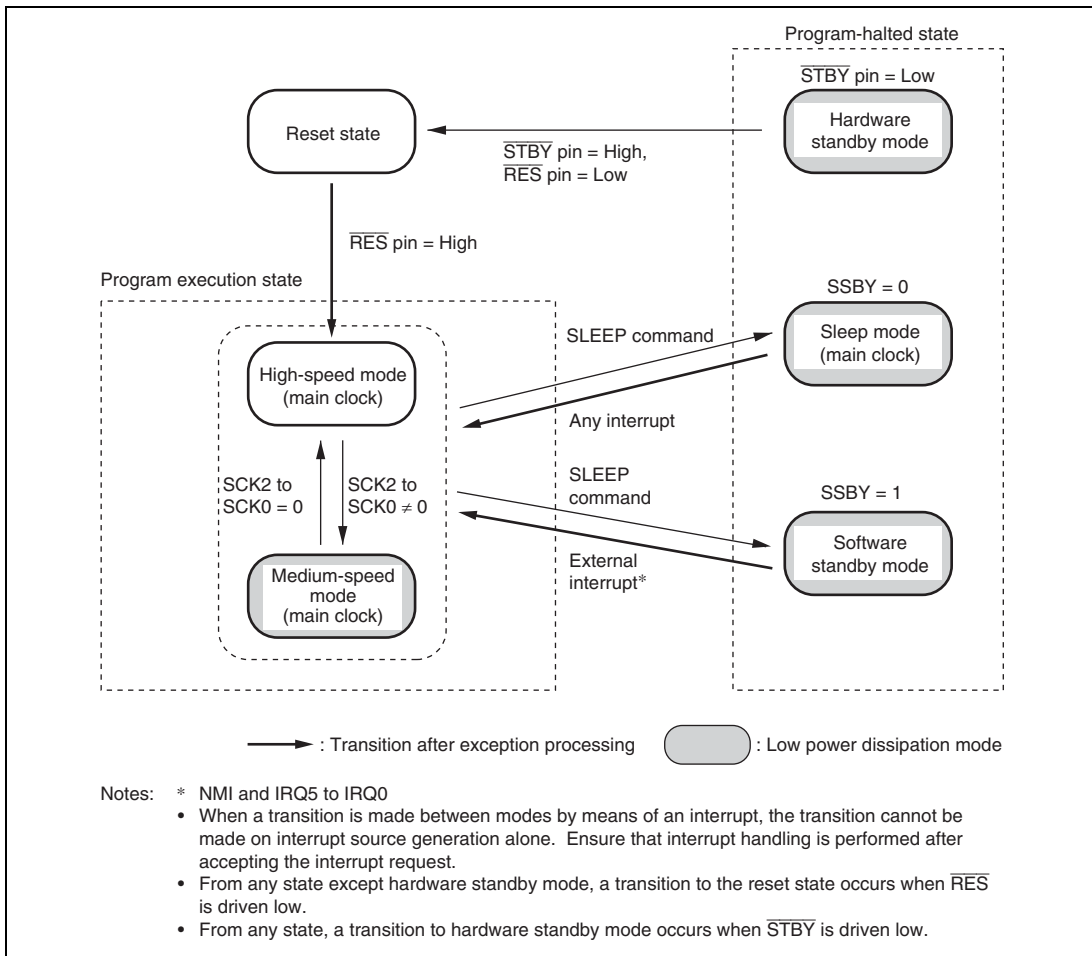 Program-halted state
S̅T̅B̅Y̅ pin = Low
Hardware
standby mode
Reset state
S̅T̅B̅Y̅ pin = High,
R̅E̅S̅ pin = Low
R̅E̅S̅ pin = High
Program execution state
SSBY = 0
Sleep mode
(main clock)
SLEEP command
Any interrupt
High-speed mode
(main clock)
SCK2 to
SCK0 = 0
SCK2 to
SCK0 ≠ 0
Medium-speed
mode
(main clock)
SLEEP
command
External
interrupt*
SSBY = 1
Software
standby mode
: Transition after exception processing
: Low power dissipation mode
Notes: * NMI and IRQ5 to IRQ0
• When a transition is made between modes by means of an interrupt, the transition cannot be
made on interrupt source generation alone. Ensure that interrupt handling is performed after
accepting the interrupt request.
• From any state except hardware standby mode, a transition to the reset state occurs when R̅E̅S̅
is driven low.
• From any state, a transition to hardware standby mode occurs when S̅T̅B̅Y̅ is driven low.